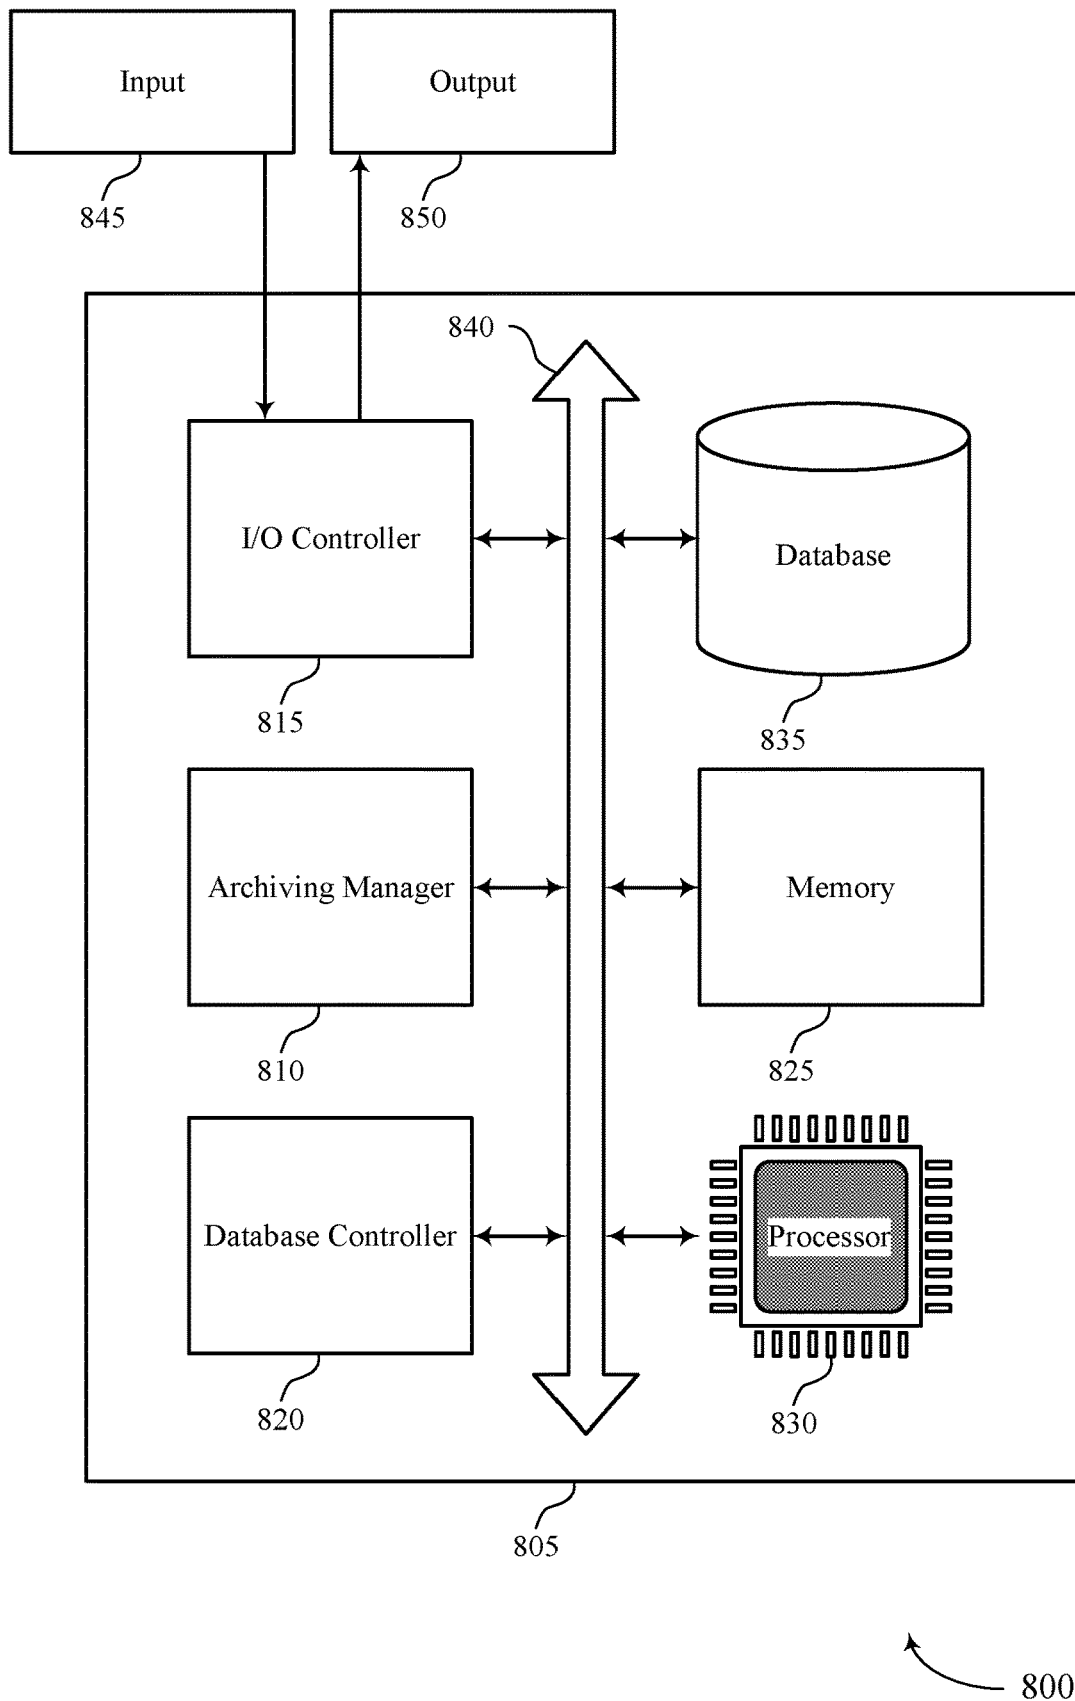 Input
Output
845
850
840
I/O Controller
Database
815
835
Archiving Manager
Memory
810
825
Database Controller
Processor
820
830
805
800